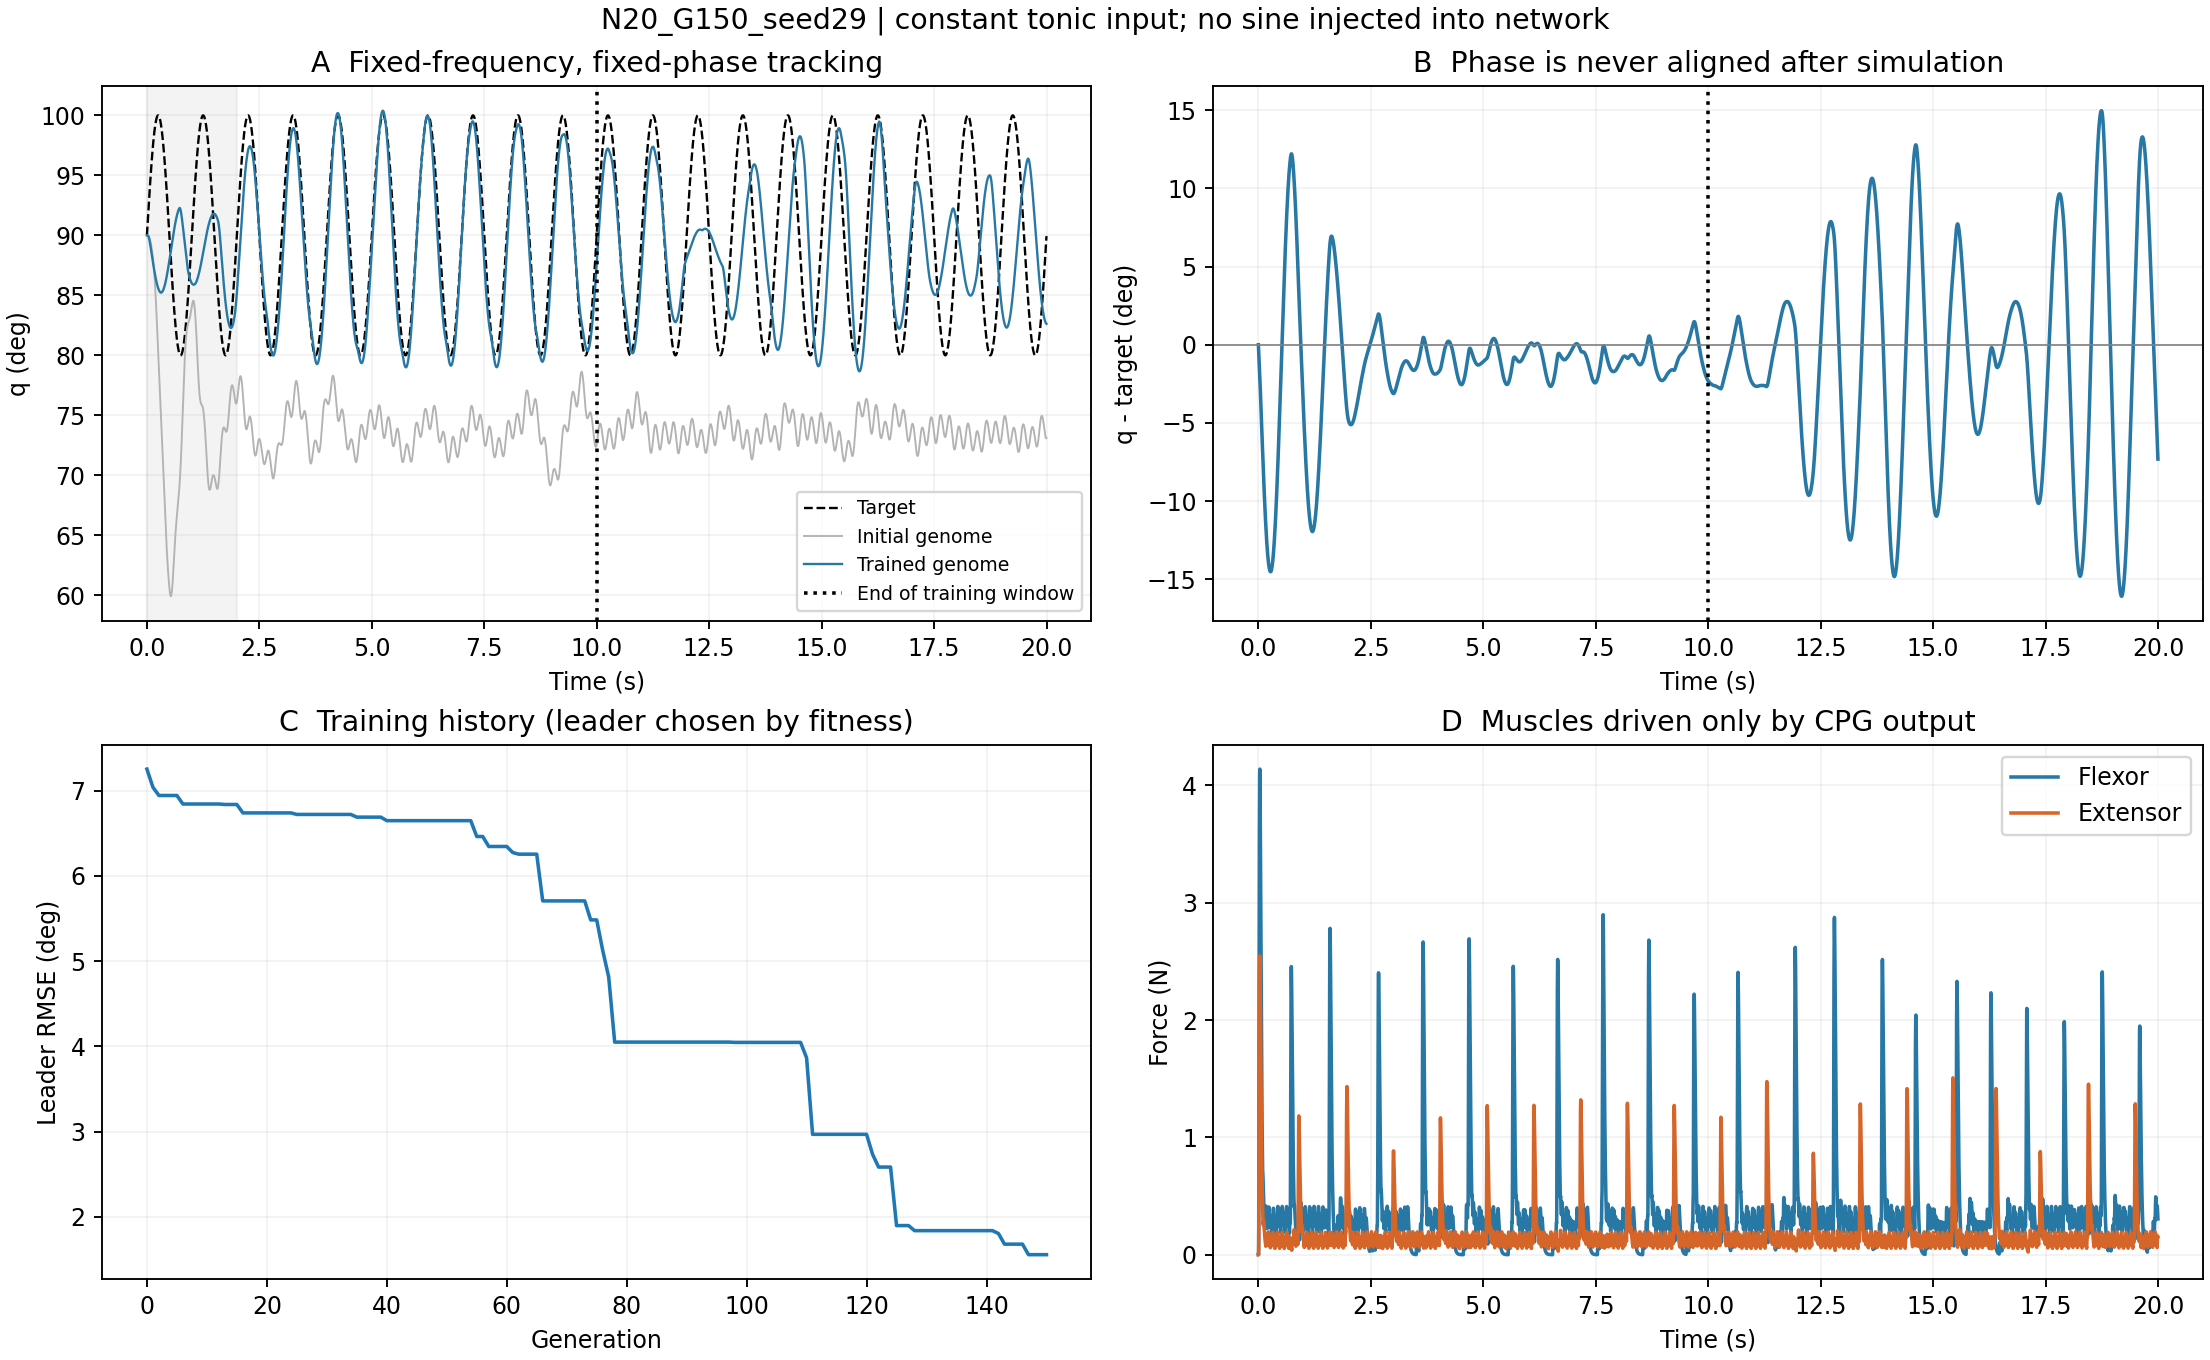 N20_G150_seed29 | constant tonic input; no sine injected into network
A  Fixed-frequency, fixed-phase tracking
100
95
90
85
80
75
70
65
60
q (deg)
0.0 2.5 5.0 7.5 10.0 12.5 15.0 17.5 20.0
Time (s)
Target
Initial genome
Trained genome
End of training window
B  Phase is never aligned after simulation
15
10
5
0
−5
−10
−15
q - target (deg)
0.0 2.5 5.0 7.5 10.0 12.5 15.0 17.5 20.0
Time (s)
C  Training history (leader chosen by fitness)
7
6
5
4
3
2
Leader RMSE (deg)
0 20 40 60 80 100 120 140
Generation
D  Muscles driven only by CPG output
4
3
2
1
0
Force (N)
Flexor
Extensor
0.0 2.5 5.0 7.5 10.0 12.5 15.0 17.5 20.0
Time (s)